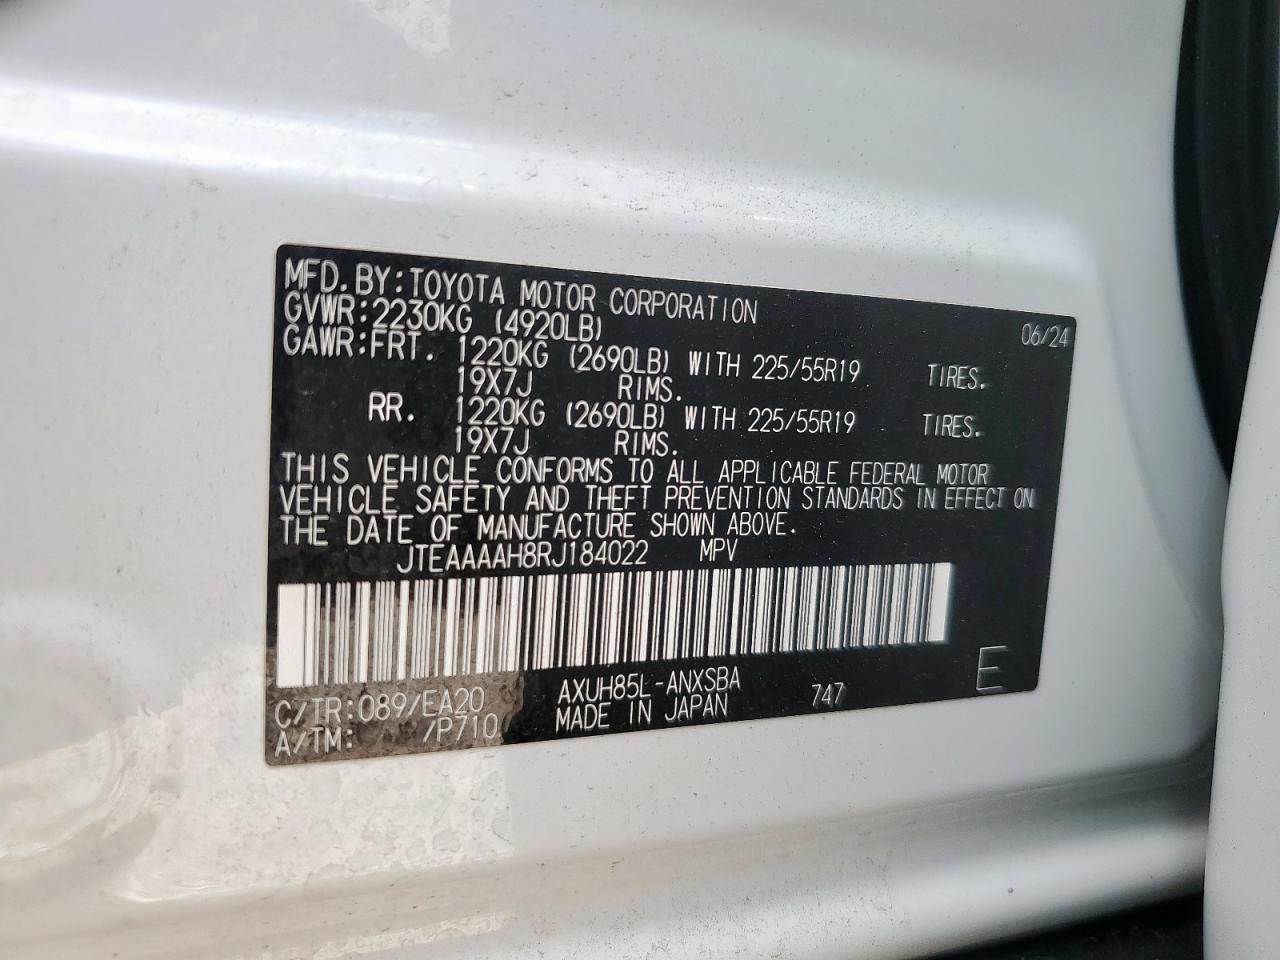 MFD.BY:TOYOTA MOTOR CORPORATION 06/24
GVWR:2230KG (4920LB)
GAWR:FRT. 1220KG (2690LB) WITH 225/55R19 TIRES.
19X7J RIMS.
RR. 1220KG (2690LB) WITH 225/55R19 TIRES.
19X7J RIMS.
THIS VEHICLE CONFORMS TO ALL APPLICABLE FEDERAL MOTOR
VEHICLE SAFETY AND THEFT PREVENTION STANDARDS IN EFFECT ON
THE DATE OF MANUFACTURE SHOWN ABOVE.
JTEAAAAH8RJ184022 MPV
C/TR:089/EA20 AXUH85L-ANXSBA 747 E
A/TM: /P710 MADE IN JAPAN